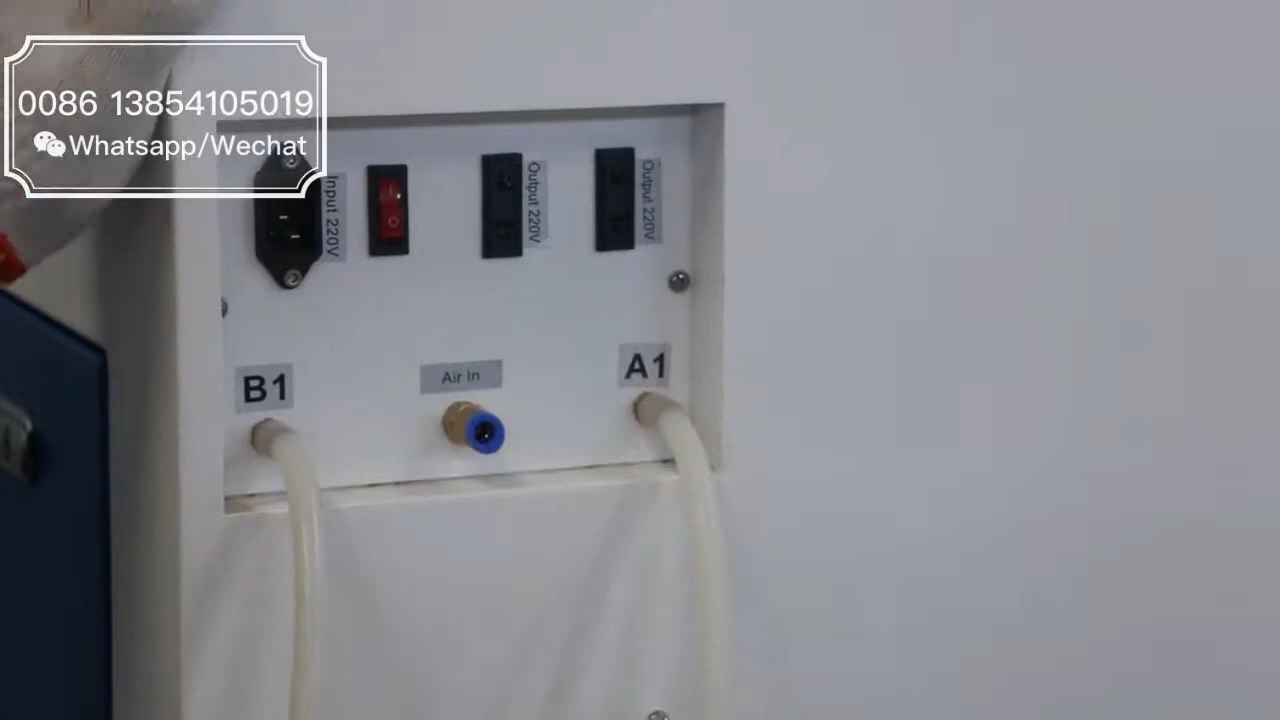 0086 13854105019
Whatsapp/Wechat
Input 220V
Output 220V
Output 220V
B1
Air In
A1